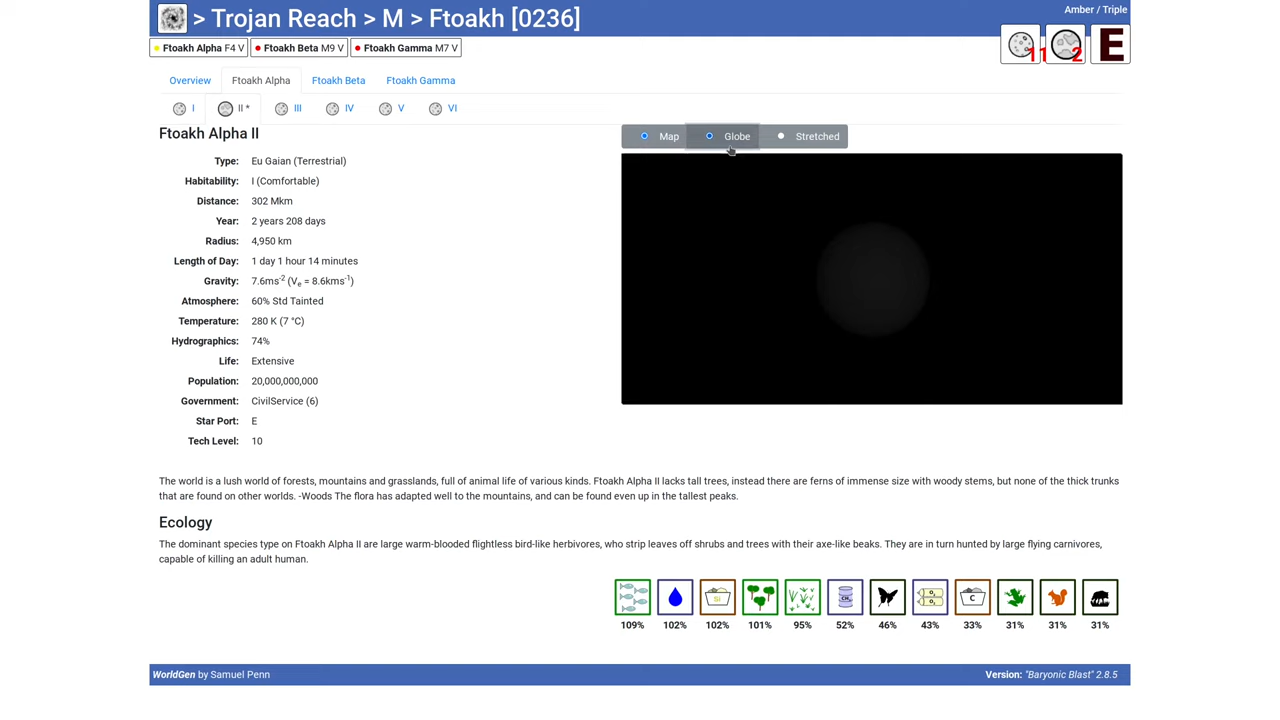 > Trojan Reach > M > Ftoakh [0236]
Amber / Triple
Ftoakh Alpha F4 V
Ftoakh Beta M9 V
Ftoakh Gamma M7 V
11
2
E
Overview
Ftoakh Alpha
Ftoakh Beta
Ftoakh Gamma
I
II *
III
IV
V
VI
Ftoakh Alpha II
Map
Globe
Stretched
Type: Eu Gaian (Terrestrial)
Habitability: I (Comfortable)
Distance: 302 Mkm
Year: 2 years 208 days
Radius: 4,950 km
Length of Day: 1 day 1 hour 14 minutes
Gravity: 7.6ms⁻² (Vₑ = 8.6kms⁻¹)
Atmosphere: 60% Std Tainted
Temperature: 280 K (7 °C)
Hydrographics: 74%
Life: Extensive
Population: 20,000,000,000
Government: CivilService (6)
Star Port: E
Tech Level: 10
The world is a lush world of forests, mountains and grasslands, full of animal life of various kinds. Ftoakh Alpha II lacks tall trees, instead there are ferns of immense size with woody stems, but none of the thick trunks
that are found on other worlds. -Woods The flora has adapted well to the mountains, and can be found even up in the tallest peaks.
Ecology
The dominant species type on Ftoakh Alpha II are large warm-blooded flightless bird-like herbivores, who strip leaves off shrubs and trees with their axe-like beaks. They are in turn hunted by large flying carnivores,
capable of killing an adult human.
109%
102%
102%
101%
95%
52%
46%
43%
33%
31%
31%
31%
WorldGen by Samuel Penn
Version: "Baryonic Blast" 2.8.5